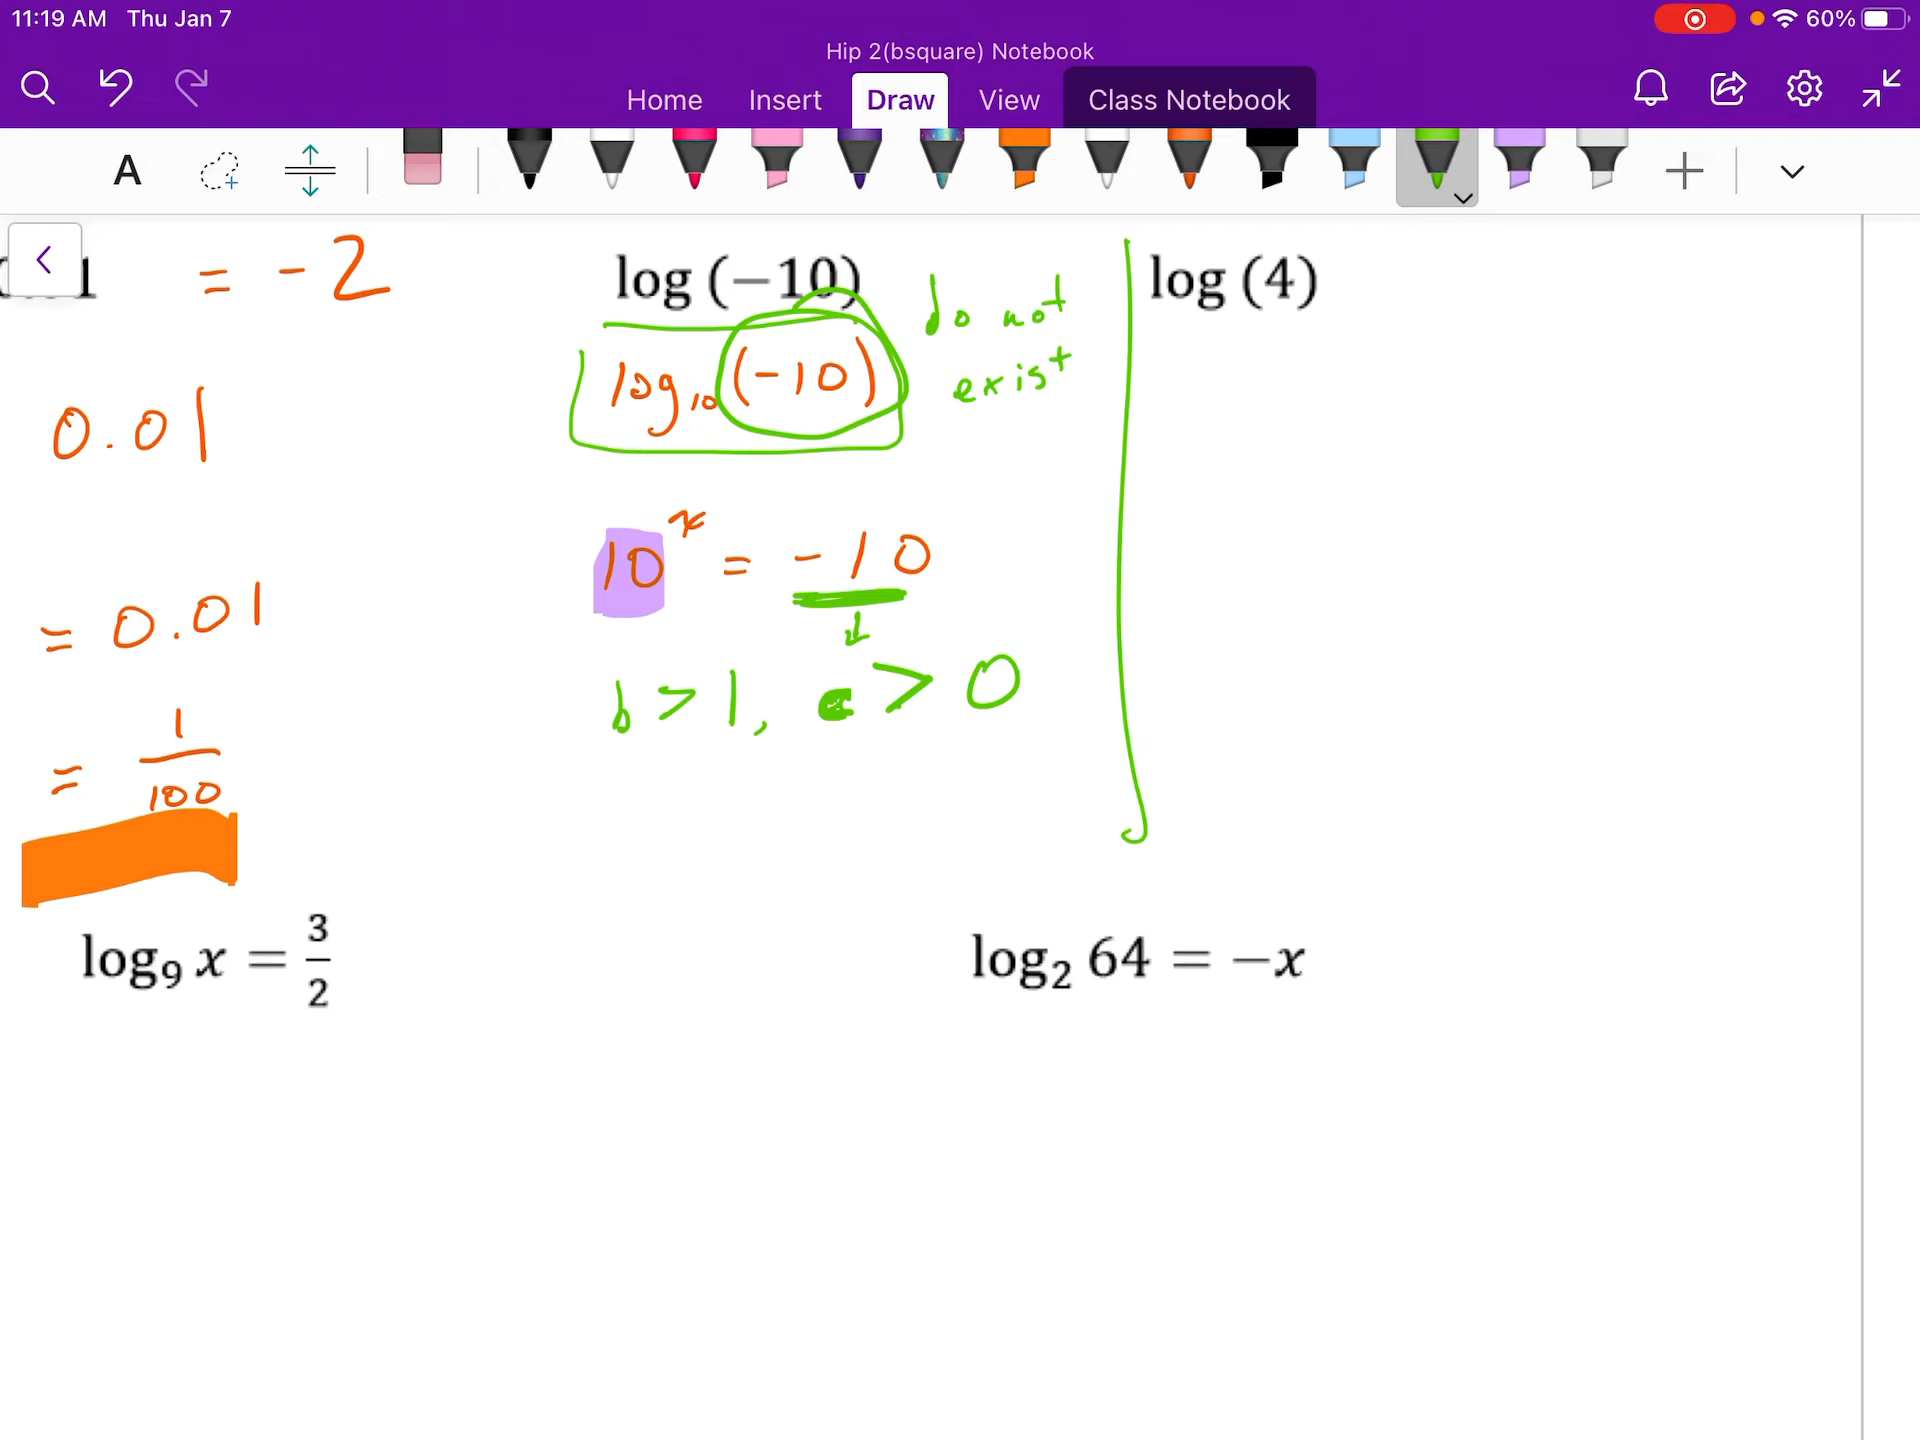 11:19 AM Thu Jan 7
60%
Hip 2(bsquare) Notebook
Home Insert Draw View Class Notebook
A
1 = -2
log (−10)
do not
exist
log (4)
log₁₀(-10)
0.01
10ˣ = -10
= 0.01
b > 1, > 0
= 1/100
log₉ x = 3/2
log₂ 64 = −x